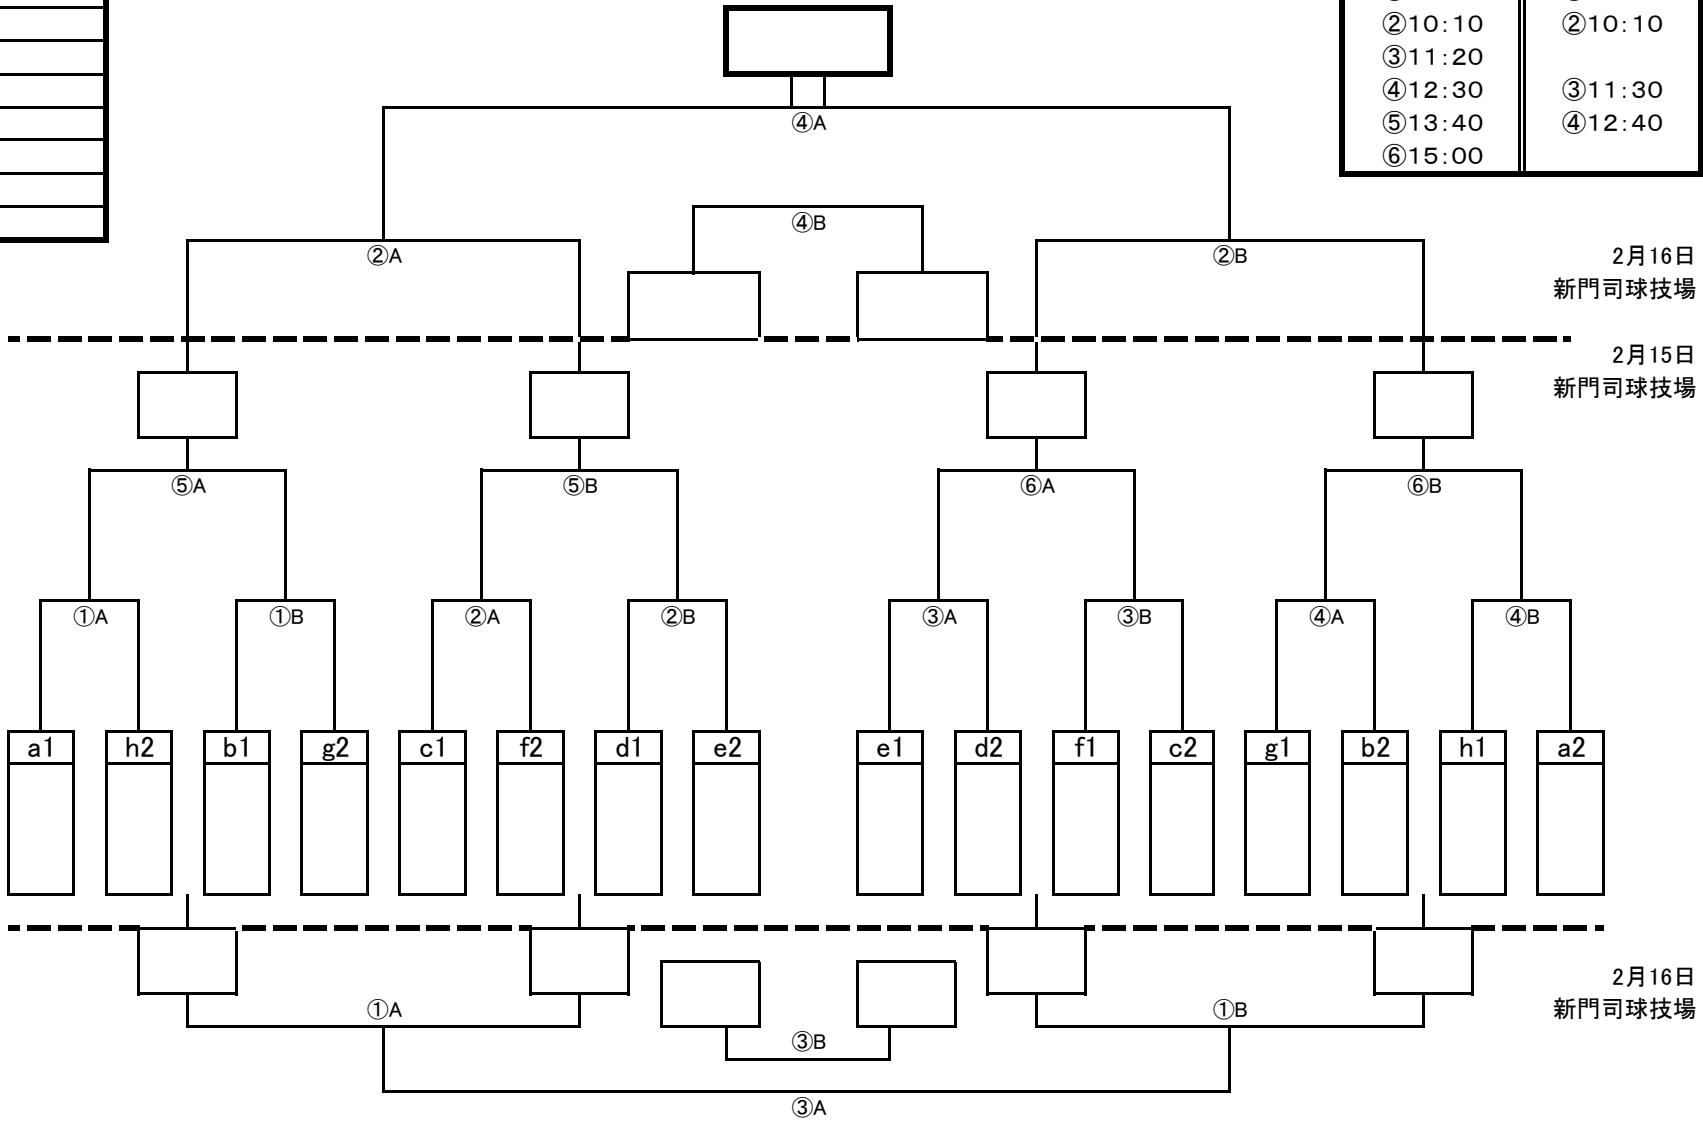 ②10:10 ②10:10
③11:20
④12:30 ③11:30
④A ⑤13:40 ④12:40
⑥15:00
④B
②A ②B 2月16日
新門司球技場
2月15日
新門司球技場
⑤A ⑤B ⑥A ⑥B
①A ①B ②A ②B ③A ③B ④A ④B
a1 h2 b1 g2 c1 f2 d1 e2 e1 d2 f1 c2 g1 b2 h1 a2
2月16日
①A ①B 新門司球技場
③B
③A